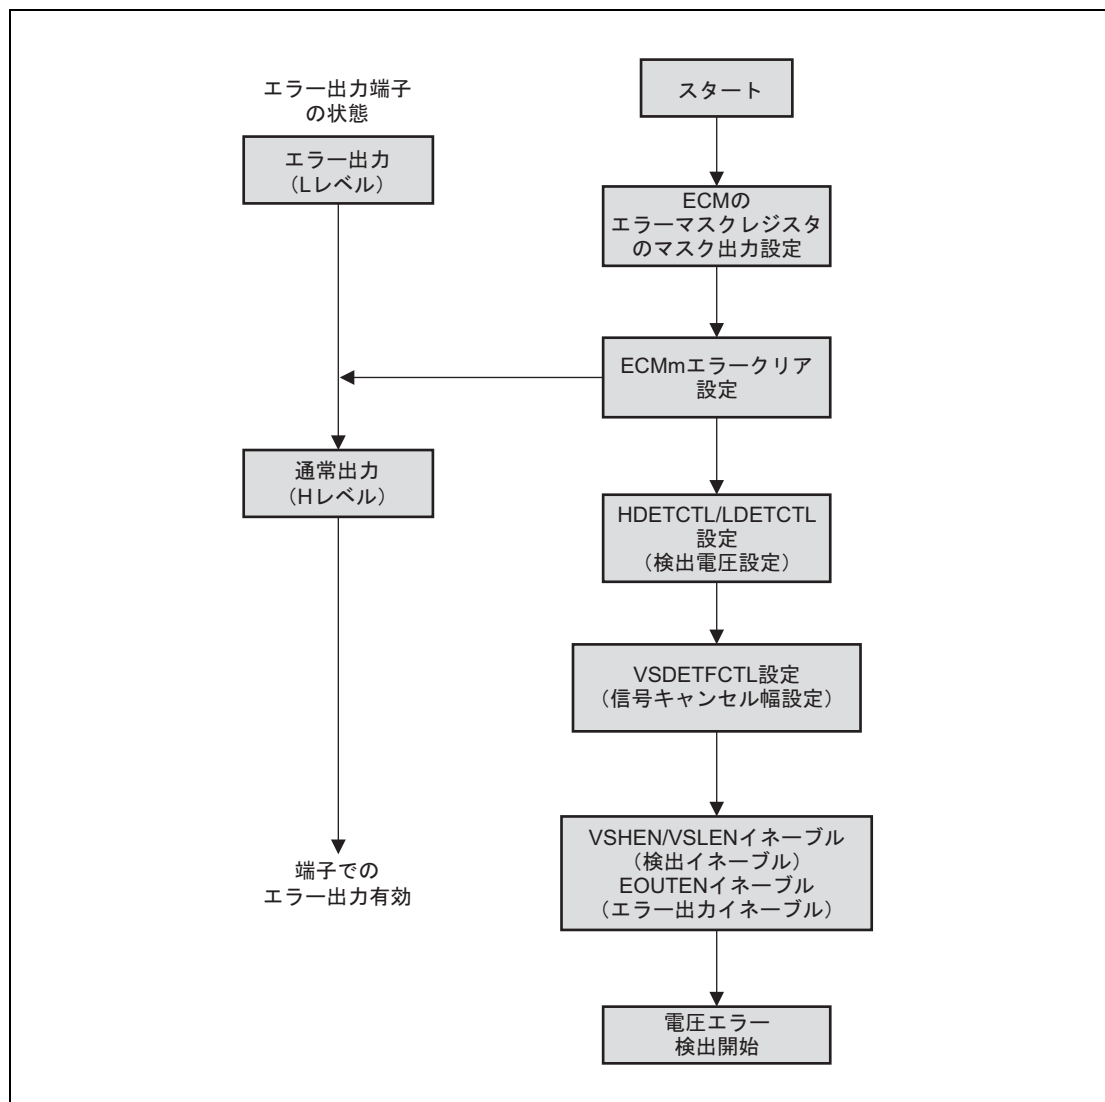 エラー出力端子
の状態
エラー出力
（Lレベル）
通常出力
（Hレベル）
端子での
エラー出力有効
スタート
ECMの
エラーマスクレジスタ
のマスク出力設定
ECMmエラークリア
設定
HDETCTL/LDETCTL
設定
（検出電圧設定）
VSDETFCTL設定
（信号キャンセル幅設定）
VSHEN/VSLENイネーブル
（検出イネーブル）
EOUTENイネーブル
（エラー出力イネーブル）
電圧エラー
検出開始